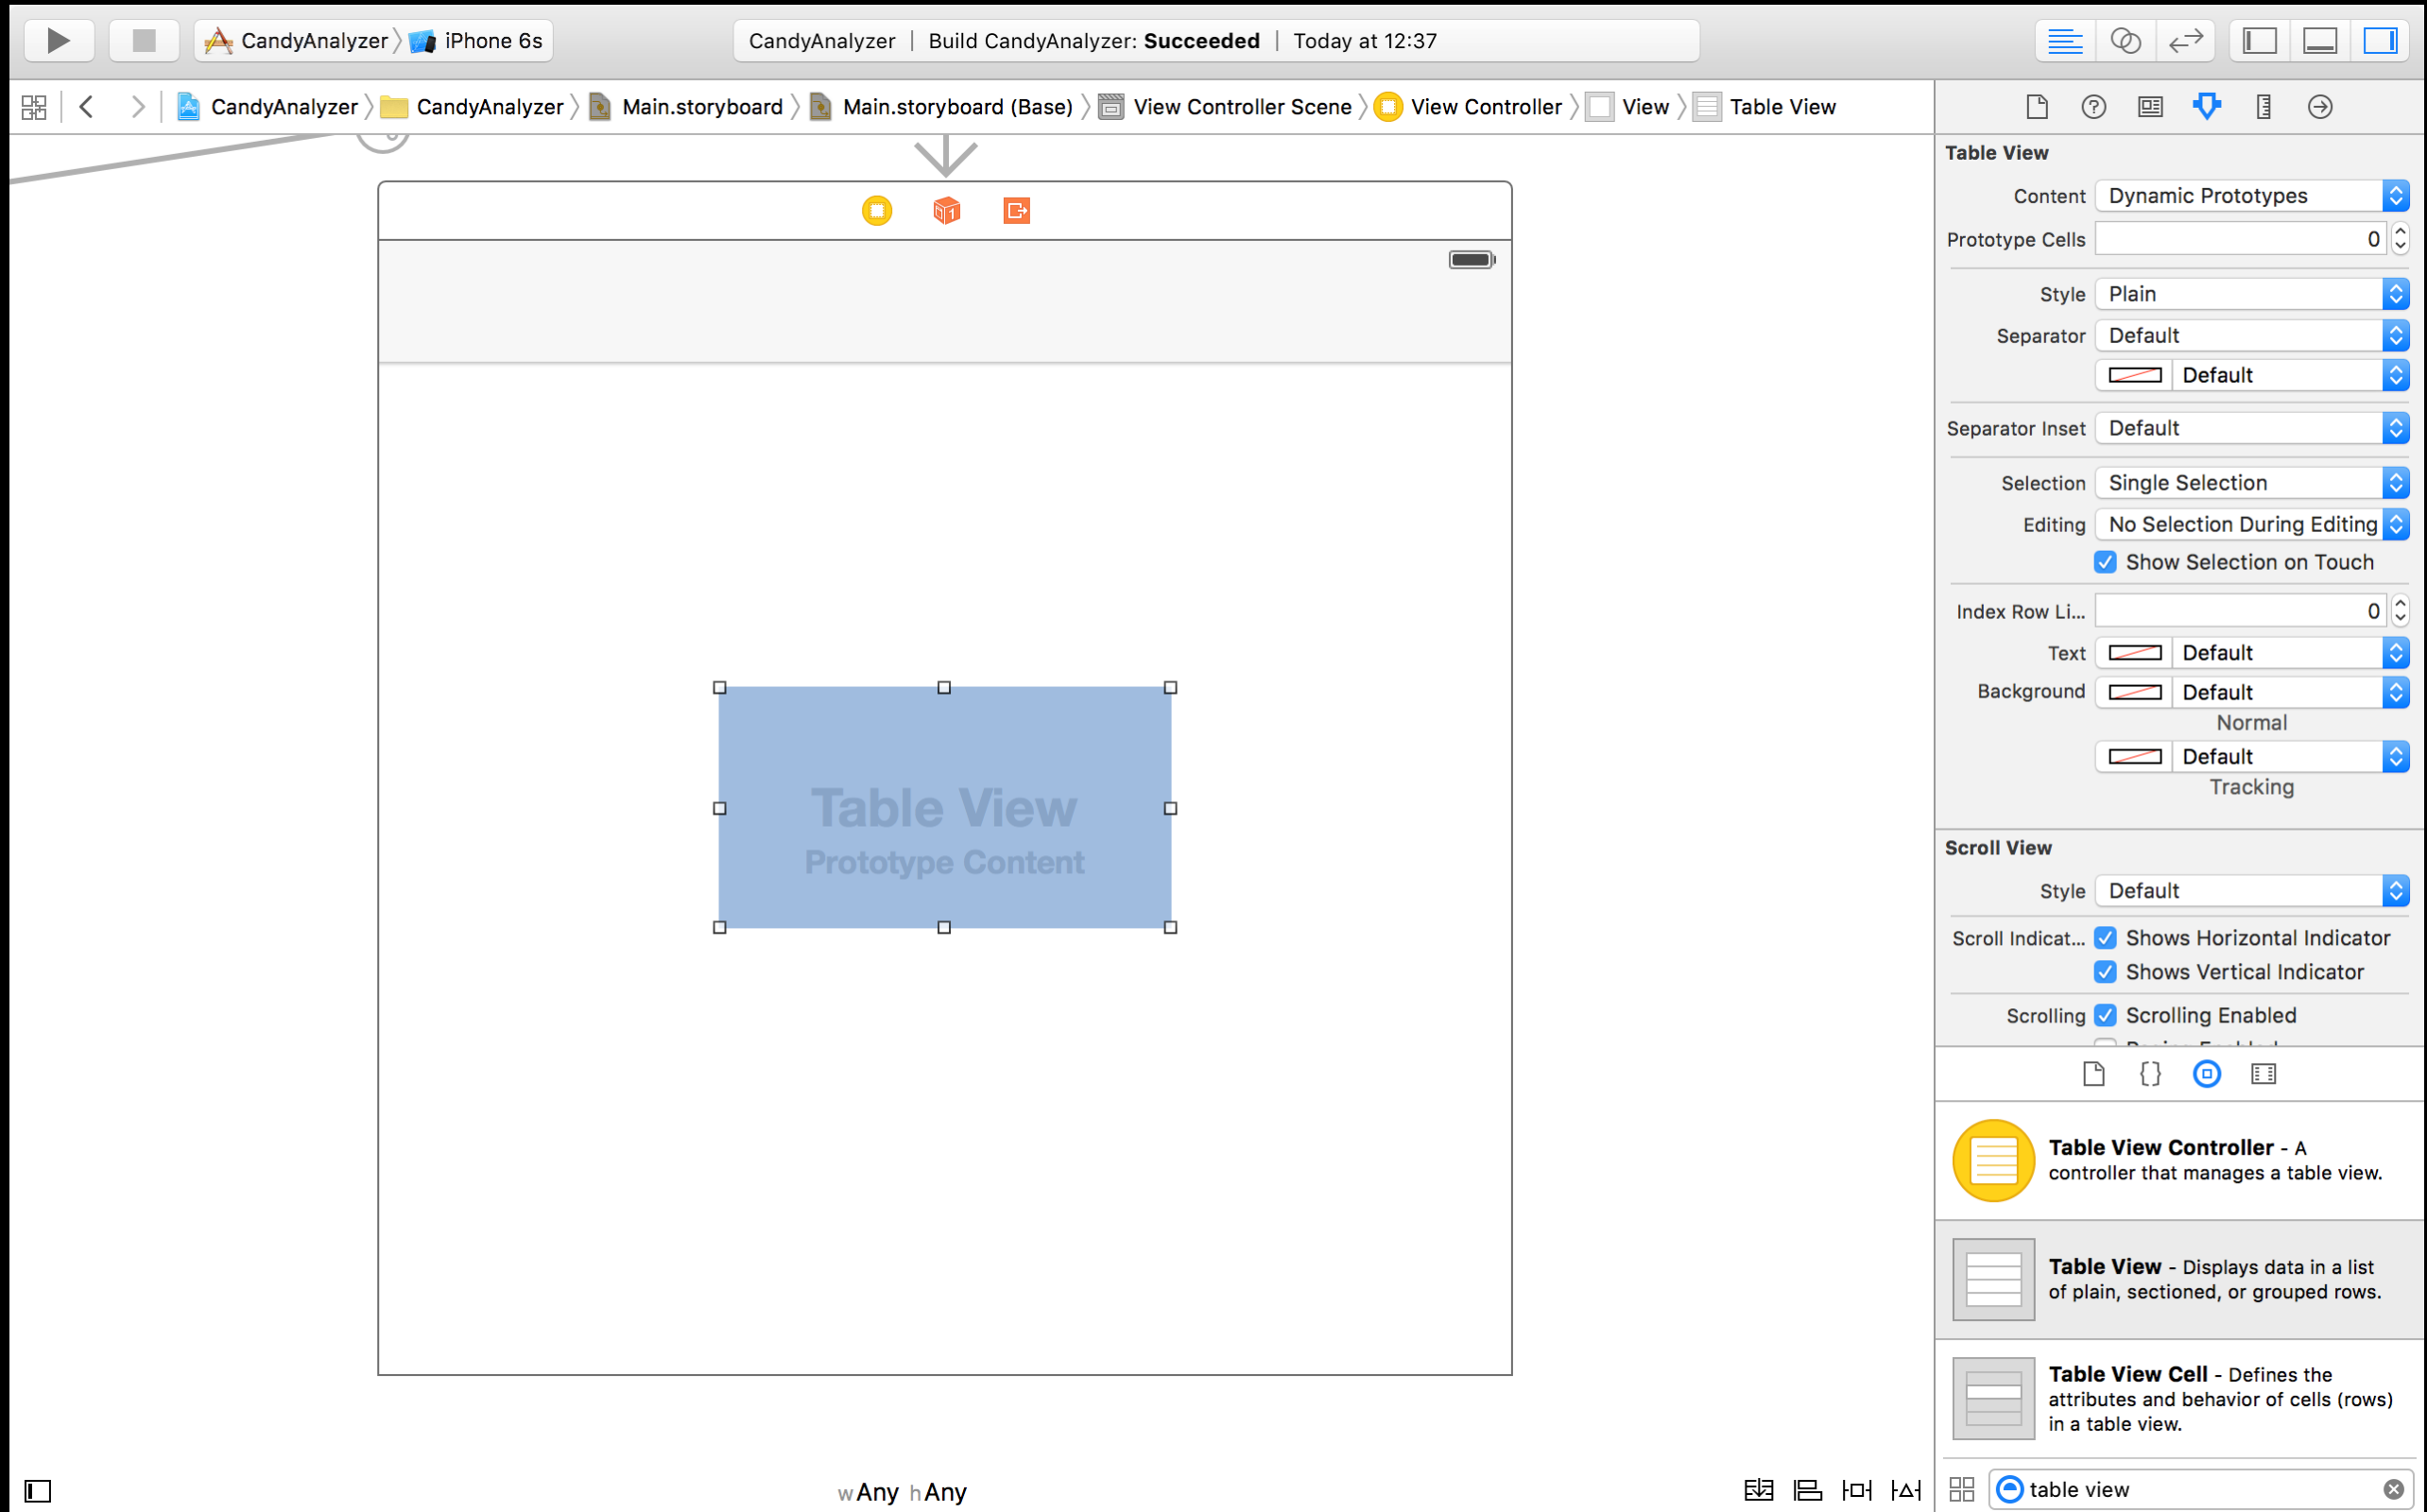 CandyAnalyzer iPhone 6s
CandyAnalyzer | Build CandyAnalyzer: Succeeded | Today at 12:37
CandyAnalyzer CandyAnalyzer Main.storyboard Main.storyboard (Base) View Controller Scene View Controller View Table View
Table View
Prototype Content
wAny hAny
Table View
Content Dynamic Prototypes
Prototype Cells 0
Style Plain
Separator Default
Default
Separator Inset Default
Selection Single Selection
Editing No Selection During Editing
Show Selection on Touch
Index Row Li... 0
Text Default
Background Default
Normal
Default
Tracking
Scroll View
Style Default
Scroll Indicat... Shows Horizontal Indicator
Shows Vertical Indicator
Scrolling Scrolling Enabled
Table View Controller - A
controller that manages a table view.
Table View - Displays data in a list
of plain, sectioned, or grouped rows.
Table View Cell - Defines the
attributes and behavior of cells (rows)
in a table view.
table view